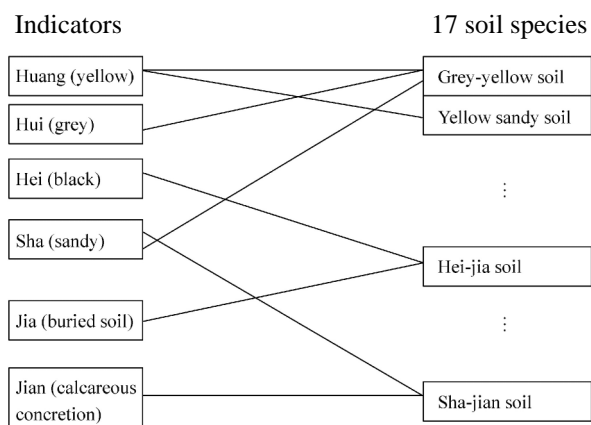 Indicators
17 soil species
Huang (yellow)
Hui (grey)
Hei (black)
Sha (sandy)
Jia (buried soil)
Jian (calcareous
concretion)
Grey-yellow soil
Yellow sandy soil
⋮
Hei-jia soil
⋮
Sha-jian soil